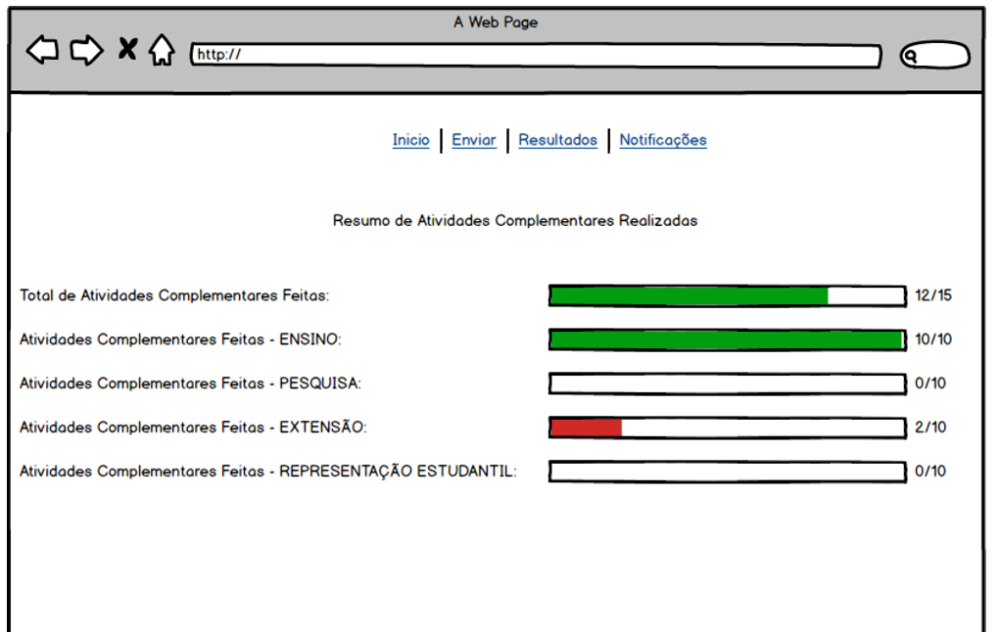 A Web Page
http://
Inicio | Enviar | Resultados | Notificações
Resumo de Atividades Complementares Realizadas
Total de Atividades Complementares Feitas: 12/15
Atividades Complementares Feitas - ENSINO: 10/10
Atividades Complementares Feitas - PESQUISA: 0/10
Atividades Complementares Feitas - EXTENSÃO: 2/10
Atividades Complementares Feitas - REPRESENTAÇÃO ESTUDANTIL: 0/10